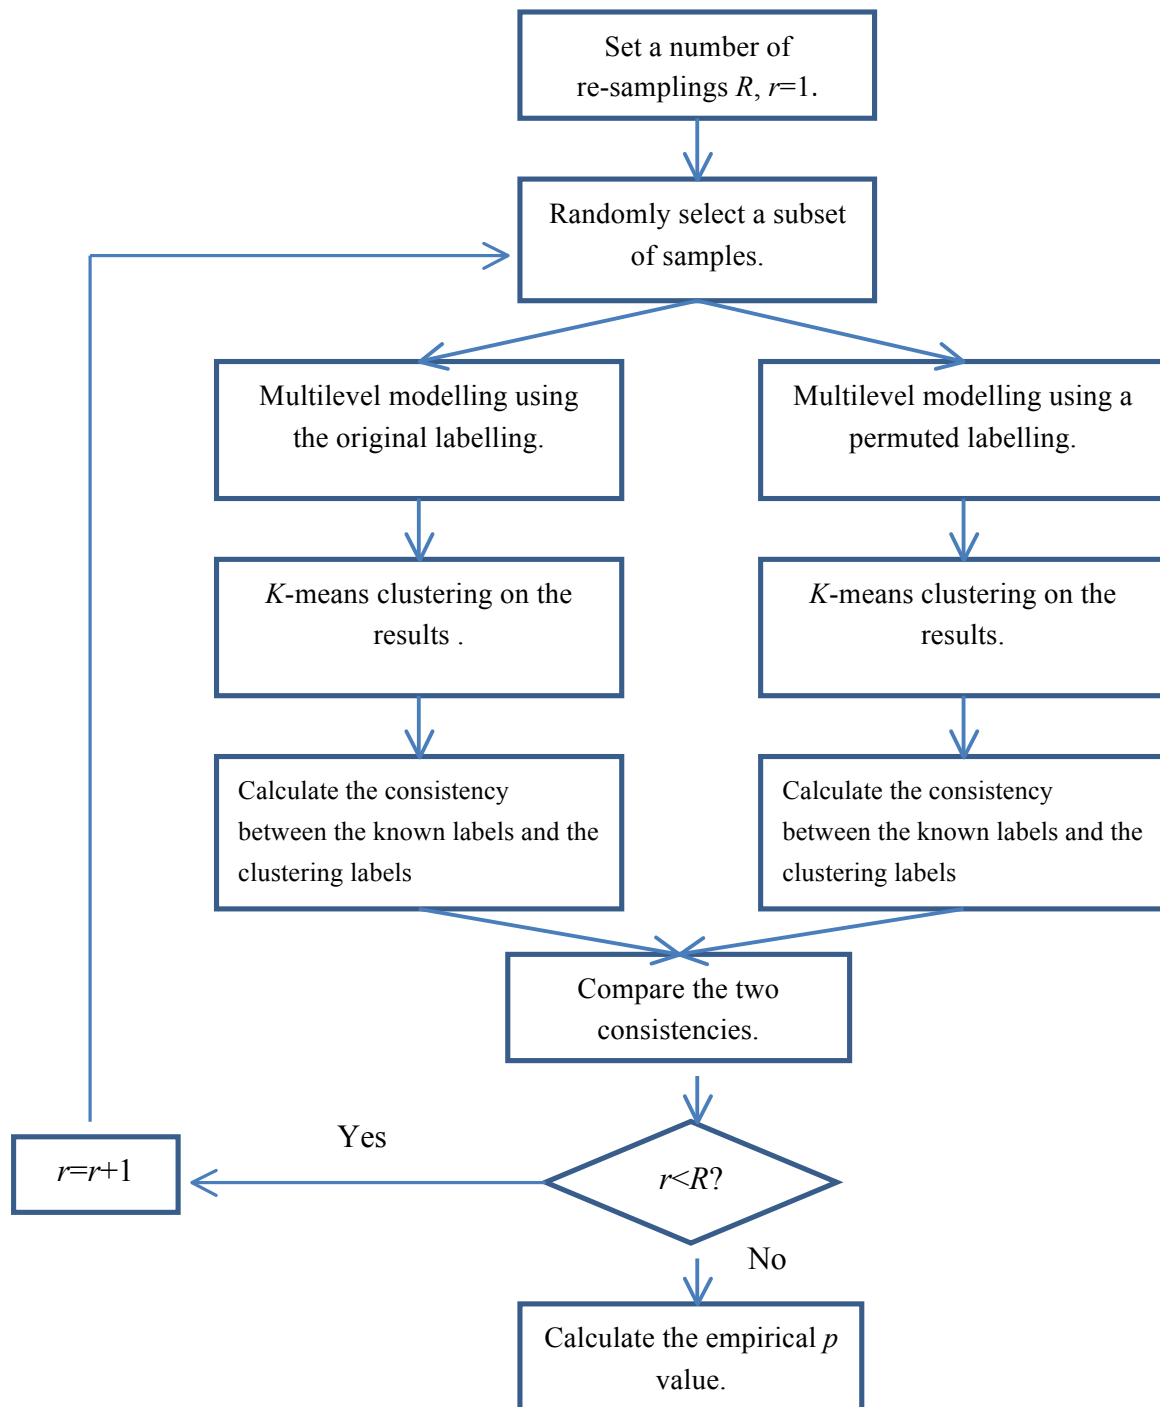 Set a number of
re-samplings R, r=1.
Randomly select a subset
of samples.
Multilevel modelling using
the original labelling.
Multilevel modelling using a
permuted labelling.
K-means clustering on the
results .
K-means clustering on the
results.
Calculate the consistency
between the known labels and the
clustering labels
Calculate the consistency
between the known labels and the
clustering labels
Compare the two
consistencies.
Yes
r=r+1
r<R?
No
Calculate the empirical p
value.